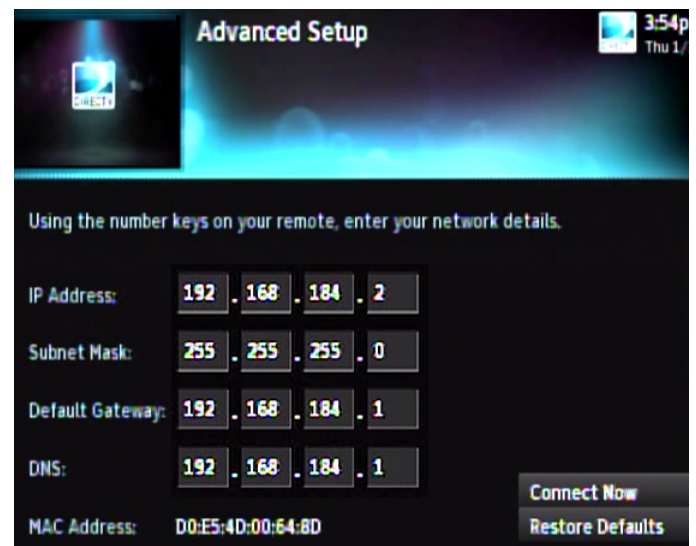 Advanced Setup
3:54p
Thu 1/
DIRECTV
Using the number keys on your remote, enter your network details.
IP Address: 192 . 168 . 184 . 2
Subnet Mask: 255 . 255 . 255 . 0
Default Gateway: 192 . 168 . 184 . 1
DNS: 192 . 168 . 184 . 1
Connect Now
MAC Address: D0:E5:4D:00:64:8D
Restore Defaults